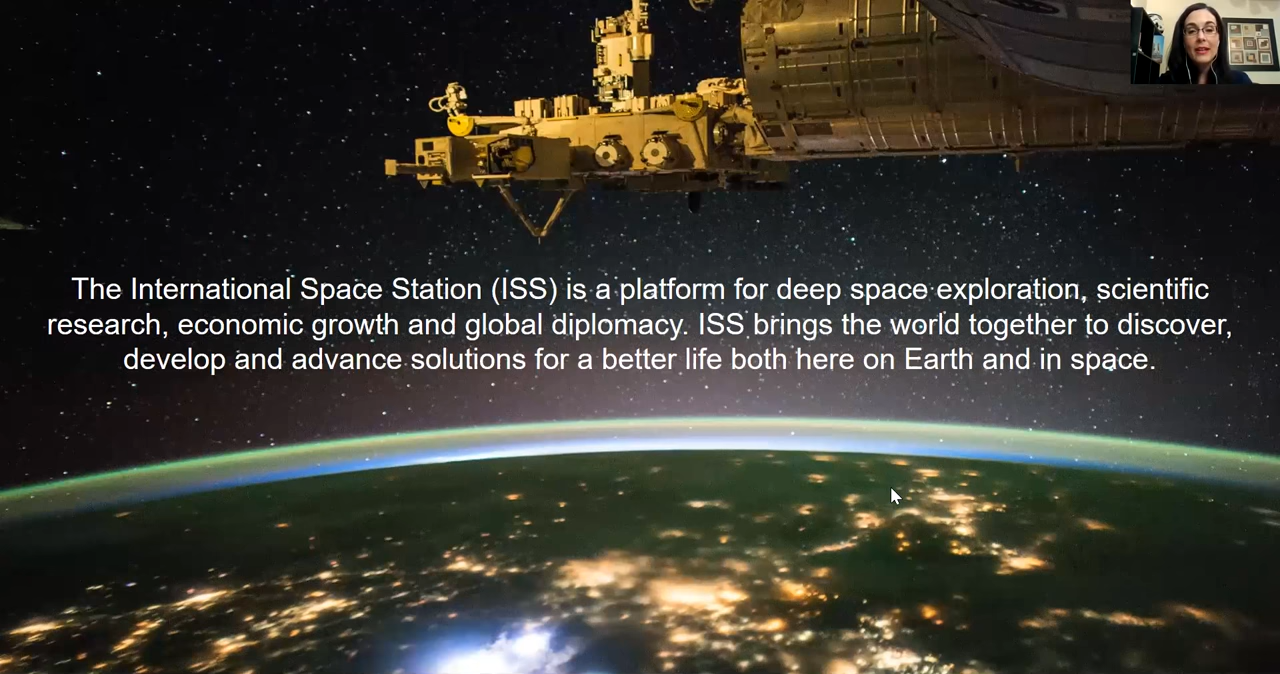 The International Space Station (ISS) is a platform for deep space exploration, scientific
research, economic growth and global diplomacy. ISS brings the world together to discover,
develop and advance solutions for a better life both here on Earth and in space.